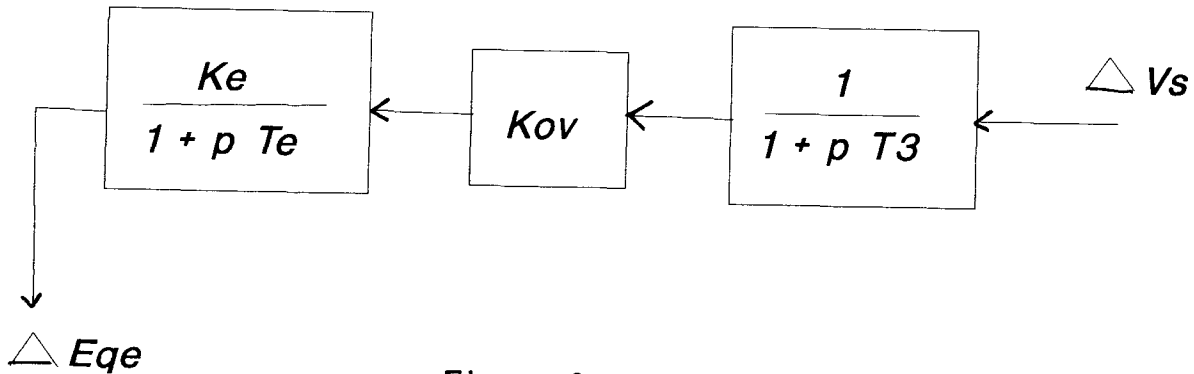 Ke
1 + p Te
Kov
1
1 + p T3
△ Vs
△ Eqe